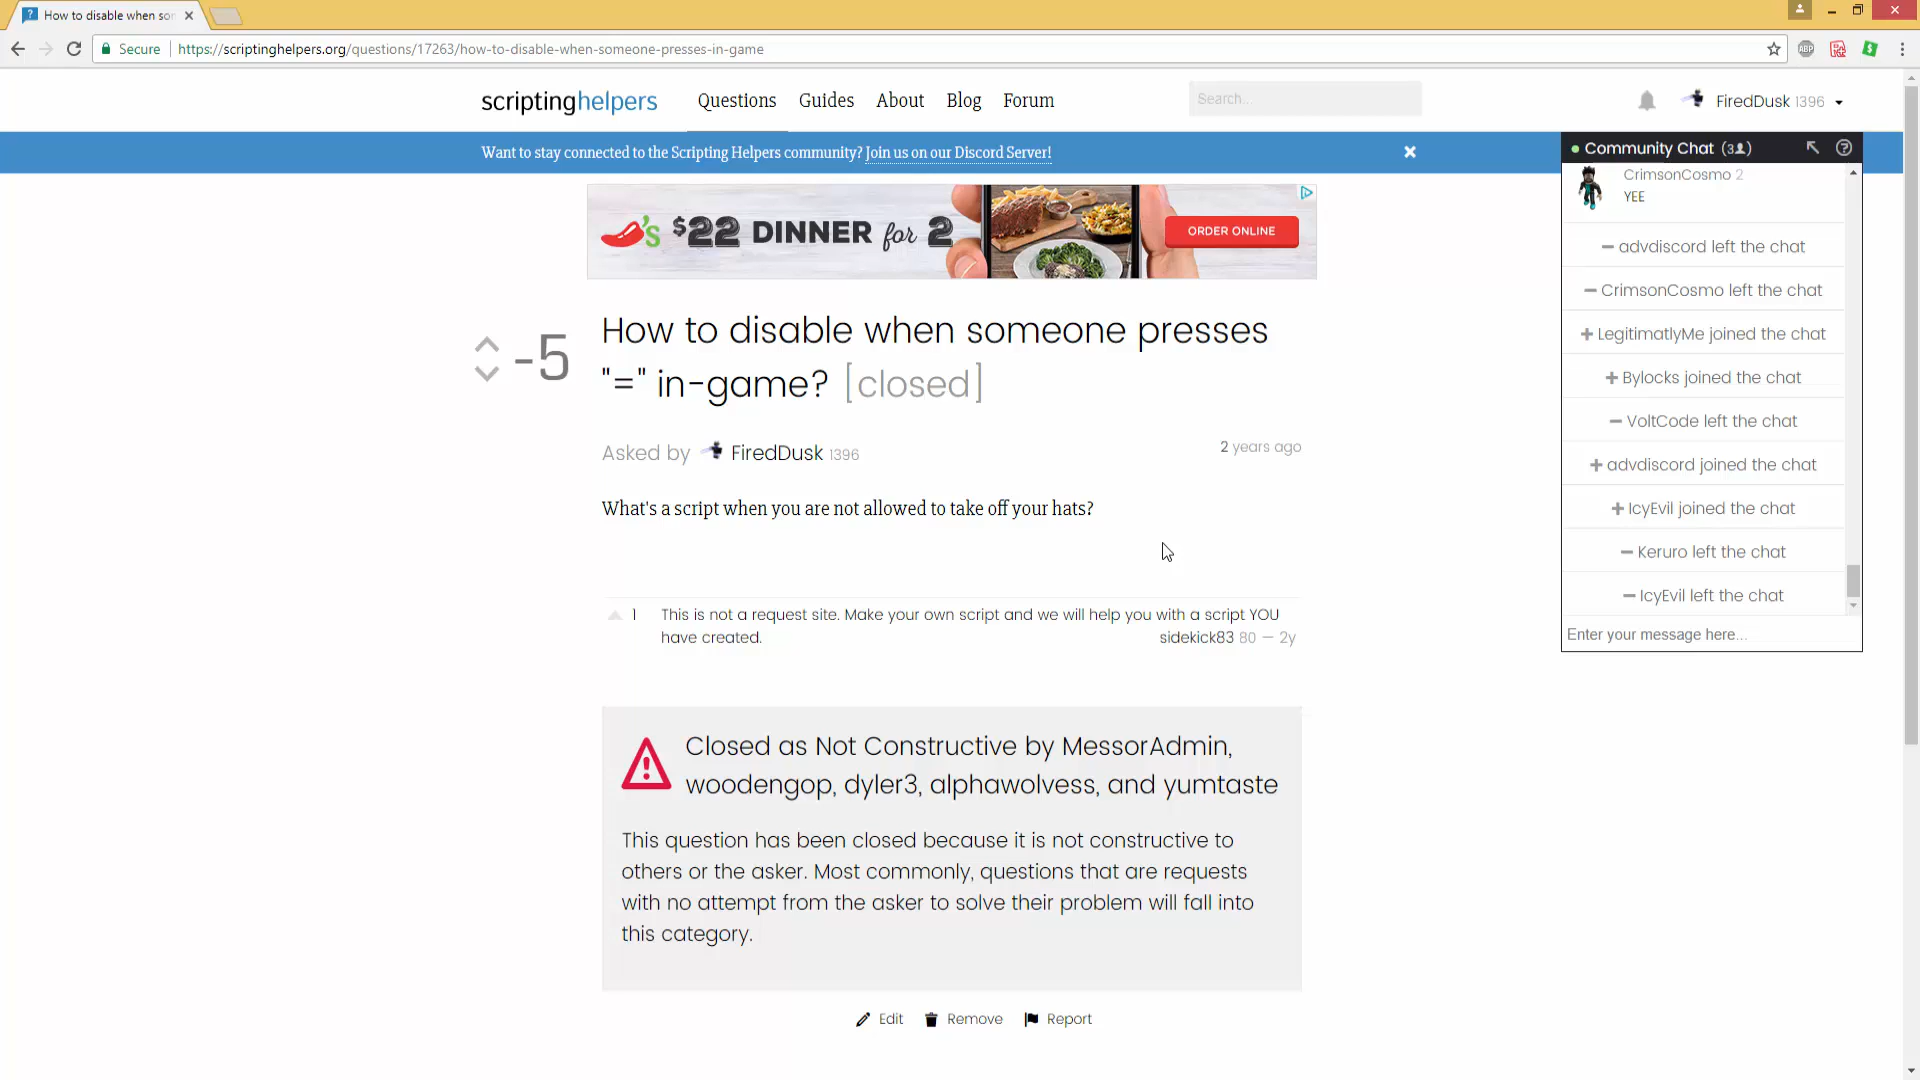 How to disable when so
Secure
https://scriptinghelpers.org/questions/17263/how-to-disable-when-someone-presses-in-game
ABP
scriptinghelpers
Questions
Guides
About
Blog
Forum
Search...
FiredDusk 1396
Want to stay connected to the Scripting Helpers community? Join us on our Discord Server!
$22 DINNER for 2
ORDER ONLINE
-5
How to disable when someone presses
"=" in-game? [closed]
Asked by FiredDusk 1396
2 years ago
What's a script when you are not allowed to take off your hats?
1 This is not a request site. Make your own script and we will help you with a script YOU
have created.
sidekick83 80 — 2y
Closed as Not Constructive by MessorAdmin,
woodengop, dyler3, alphawolvess, and yumtaste
This question has been closed because it is not constructive to
others or the asker. Most commonly, questions that are requests
with no attempt from the asker to solve their problem will fall into
this category.
Edit
Remove
Report
Community Chat (3)
CrimsonCosmo 2
YEE
advdiscord left the chat
CrimsonCosmo left the chat
LegitimatlyMe joined the chat
Bylocks joined the chat
VoltCode left the chat
advdiscord joined the chat
IcyEvil joined the chat
Keruro left the chat
IcyEvil left the chat
Enter your message here...